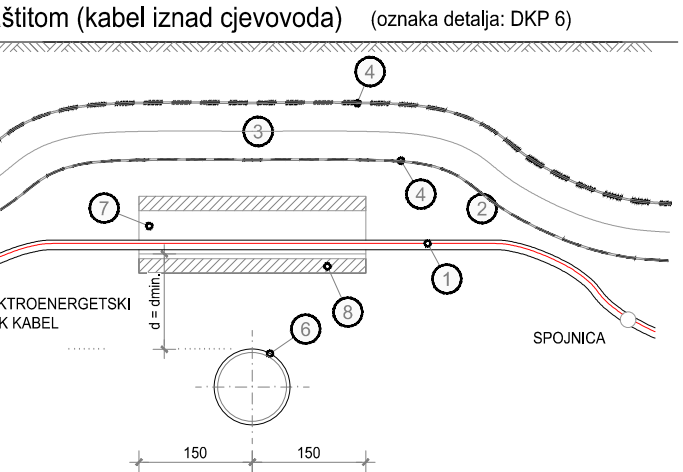 štitom (kabel iznad cjevovoda) (oznaka detalja: DKP 6)
4
3
4
2
7
1
d = dmin.
8
KTROENERGETSKI
K KABEL
6
SPOJNICA
150 150